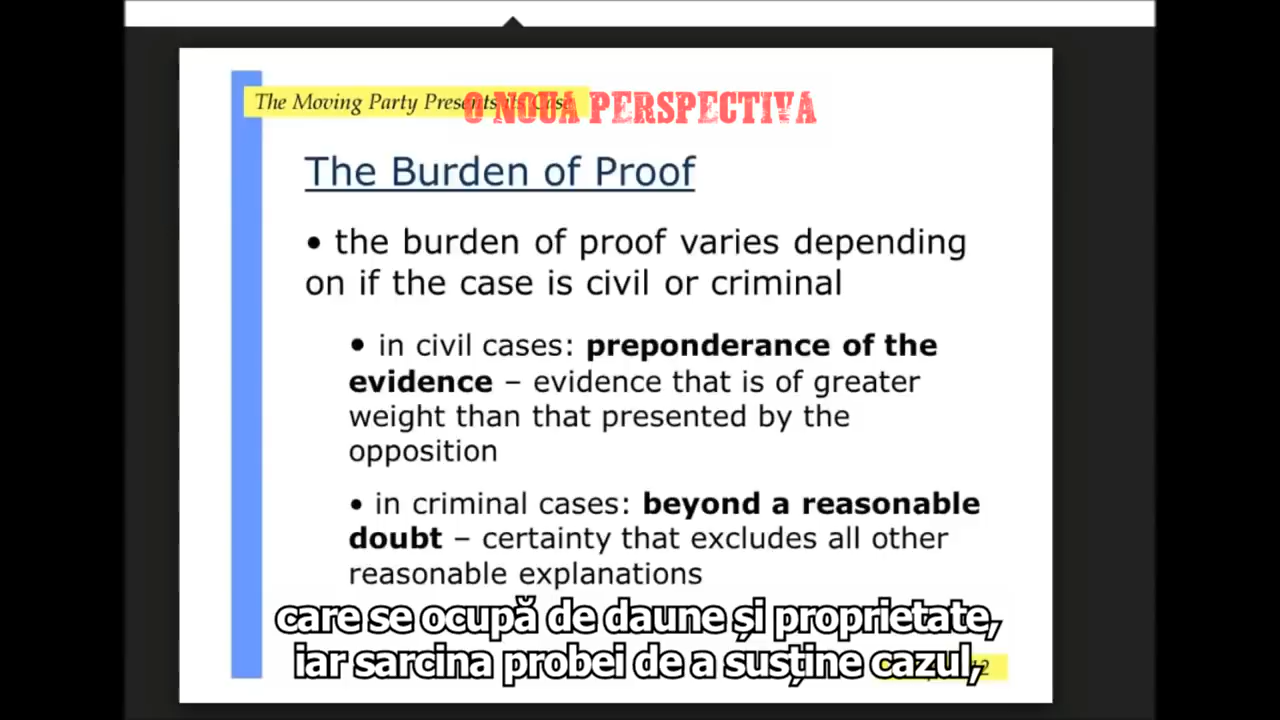 The Moving Party Presents its Case
O NOUA PERSPECTIVA
The Burden of Proof
• the burden of proof varies depending
on if the case is civil or criminal
• in civil cases: preponderance of the
evidence – evidence that is of greater
weight than that presented by the
opposition
• in criminal cases: beyond a reasonable
doubt – certainty that excludes all other
reasonable explanations
care se ocupă de daune și proprietate,
iar sarcina probei de a susține cazul,